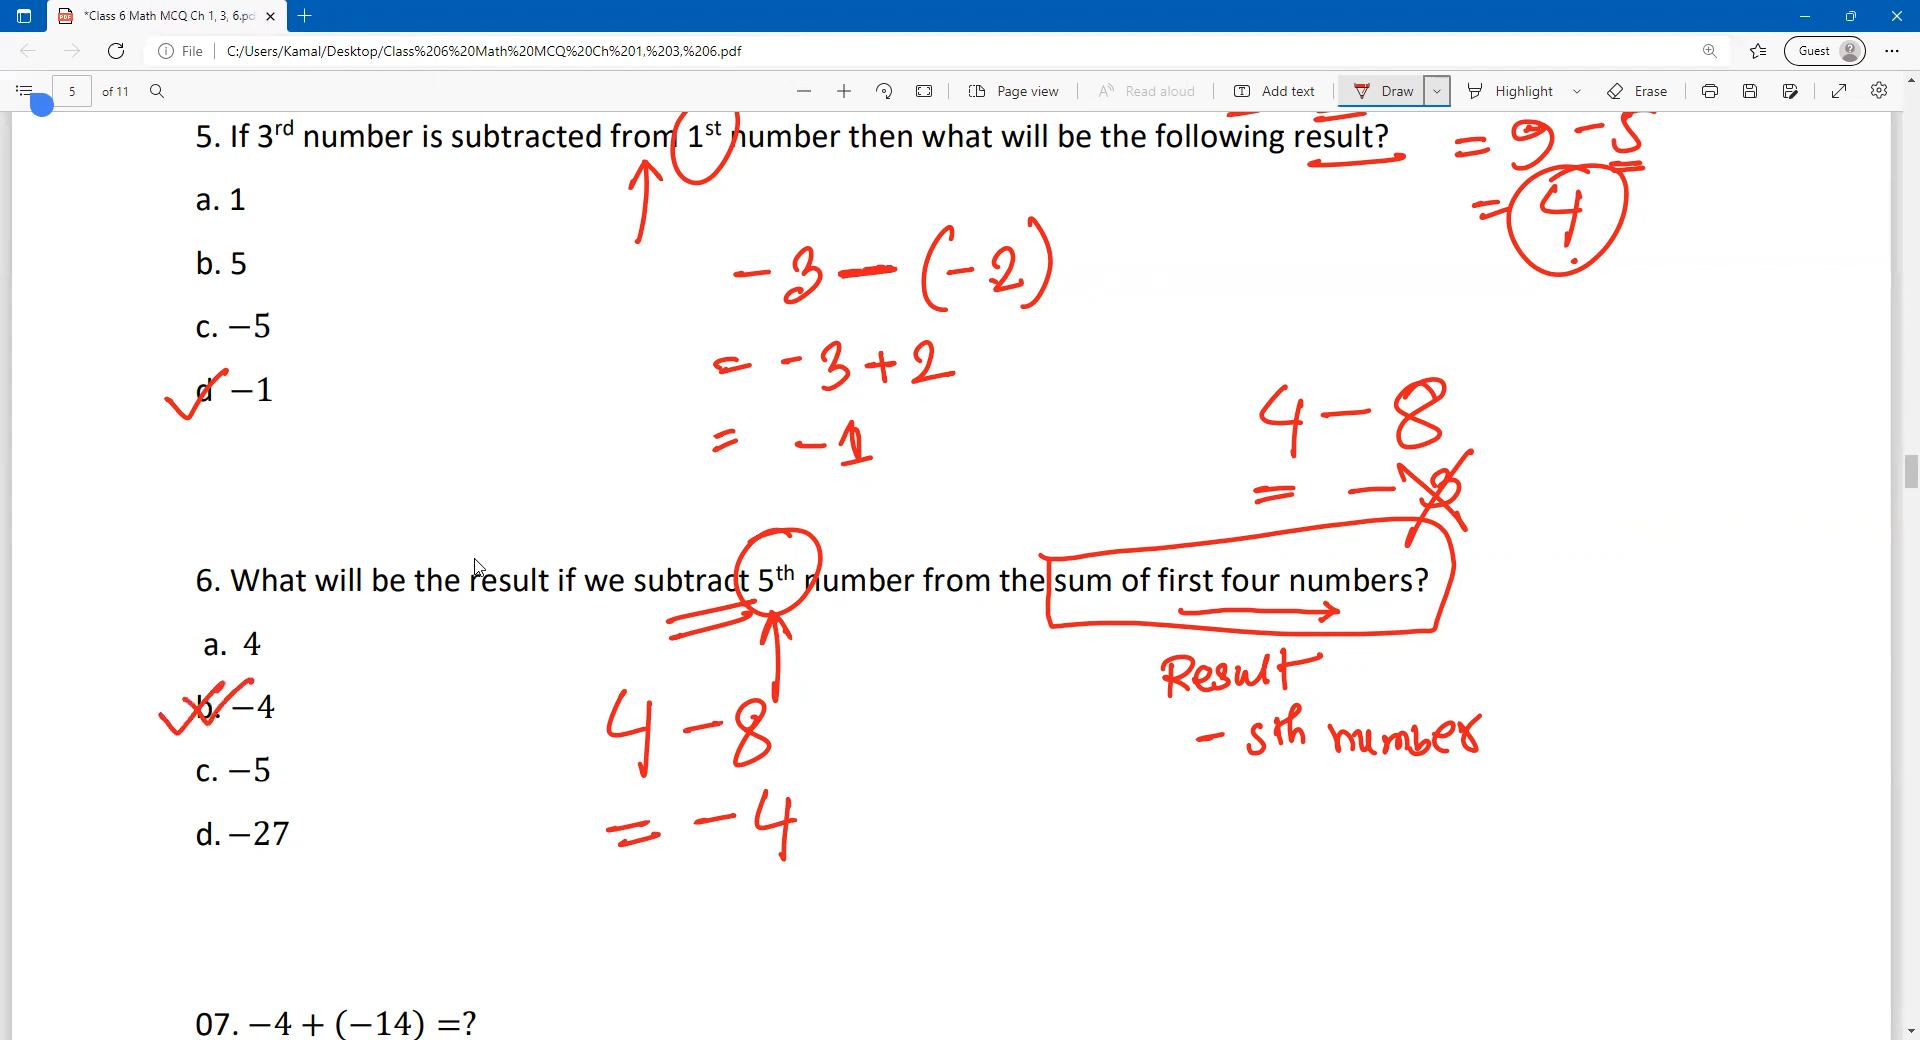 *Class 6 Math MCQ Ch 1, 3, 6.pd
File
C:/Users/Kamal/Desktop/Class%206%20Math%20MCQ%20Ch%201,%203,%206.pdf
Guest
5 of 11
Page view
Read aloud
Add text
Draw
Highlight
Erase
5. If 3rd number is subtracted from 1st number then what will be the following result?
= 9 - 5
= 4
a. 1
b. 5
c. −5
d −1
- 3 - (-2)
= - 3 + 2
= - 1
4 - 8
= -
6. What will be the result if we subtract 5th number from the sum of first four numbers?
a. 4
b. −4
c. −5
d. −27
4 - 8
= - 4
Result
- 5th number
07. −4 + (−14) =?